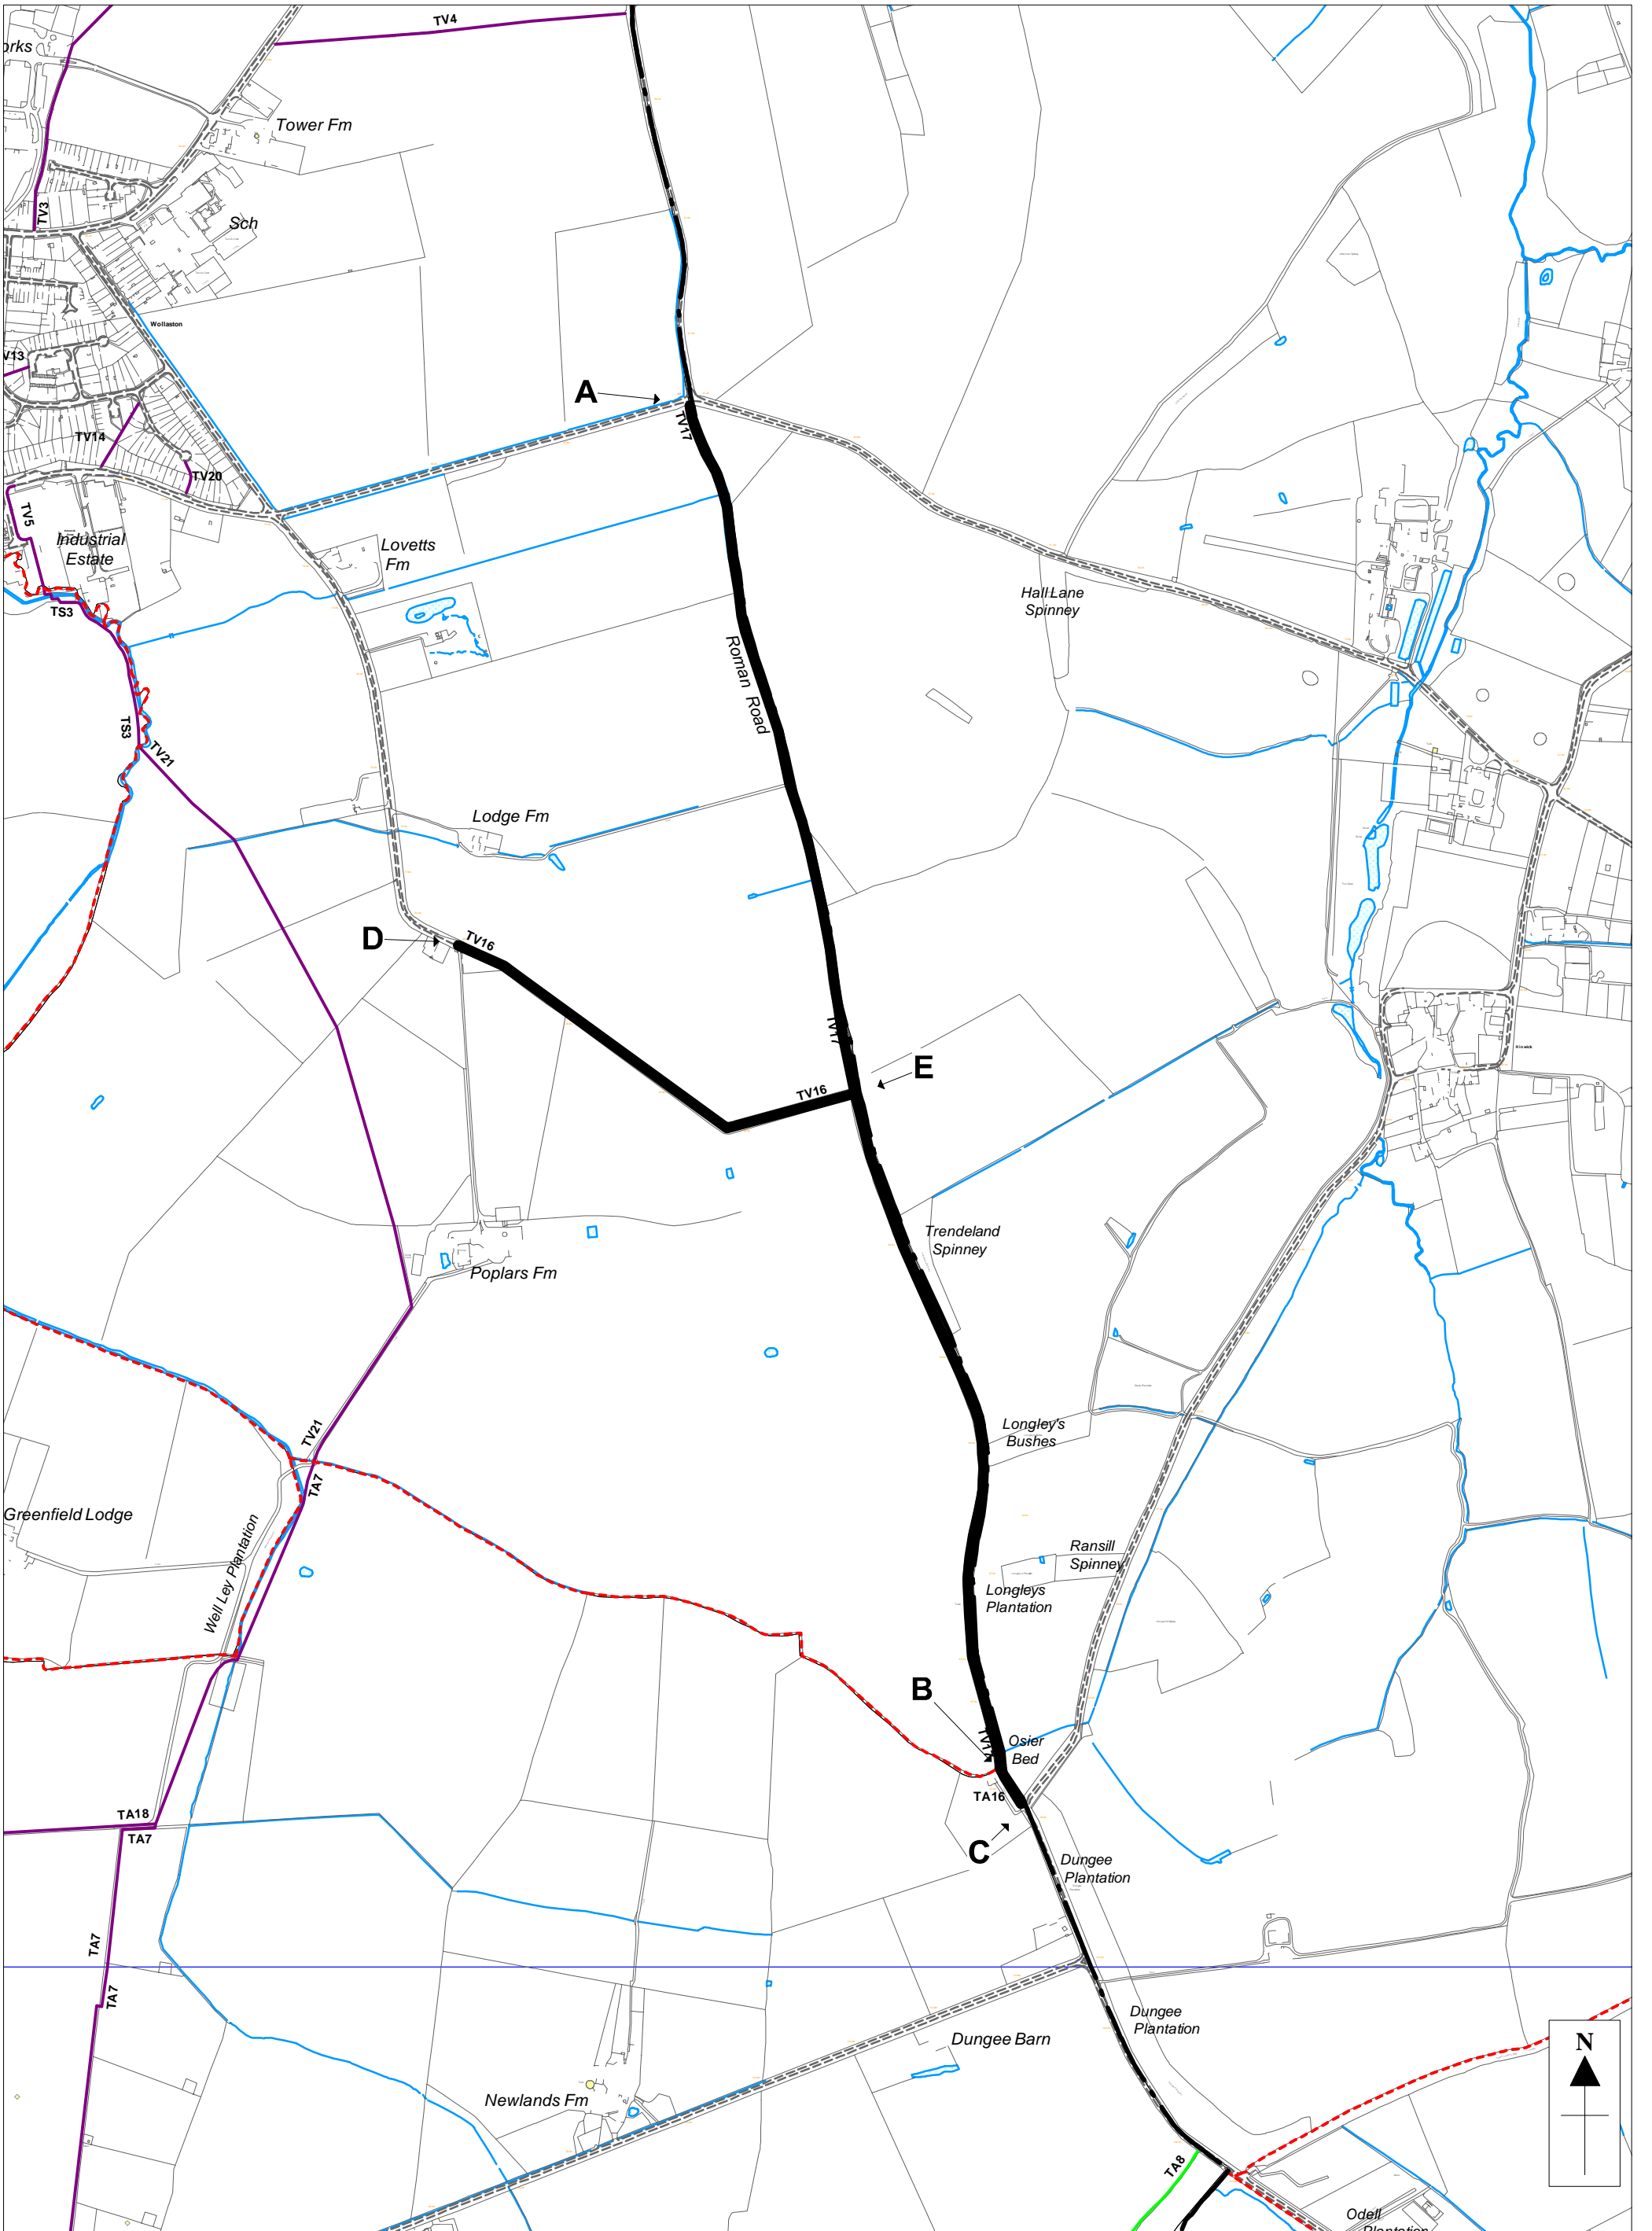 TV4
orks
Tower Fm
TV3
Sch
Wollaston
V13
A
TV17
TV14
TV20
TV5
Industrial
Estate
Lovetts
Fm
Hall Lane
Spinney
TS3
Roman Road
TS3
TV21
Lodge Fm
D
TV16
TV17
E
TV16
Hinwick
Trendeland
Spinney
Poplars Fm
Longley's
Bushes
TV21
TA7
Greenfield Lodge
Well Ley Plantation
Ransill
Spinney
Longleys
Plantation
B
TV17
Osier
Bed
TA16
TA18
TA7
C
Dungee
Plantation
TA7
TA7
Dungee
Plantation
Dungee Barn
N
Newlands Fm
TA8
Odell
Plantation